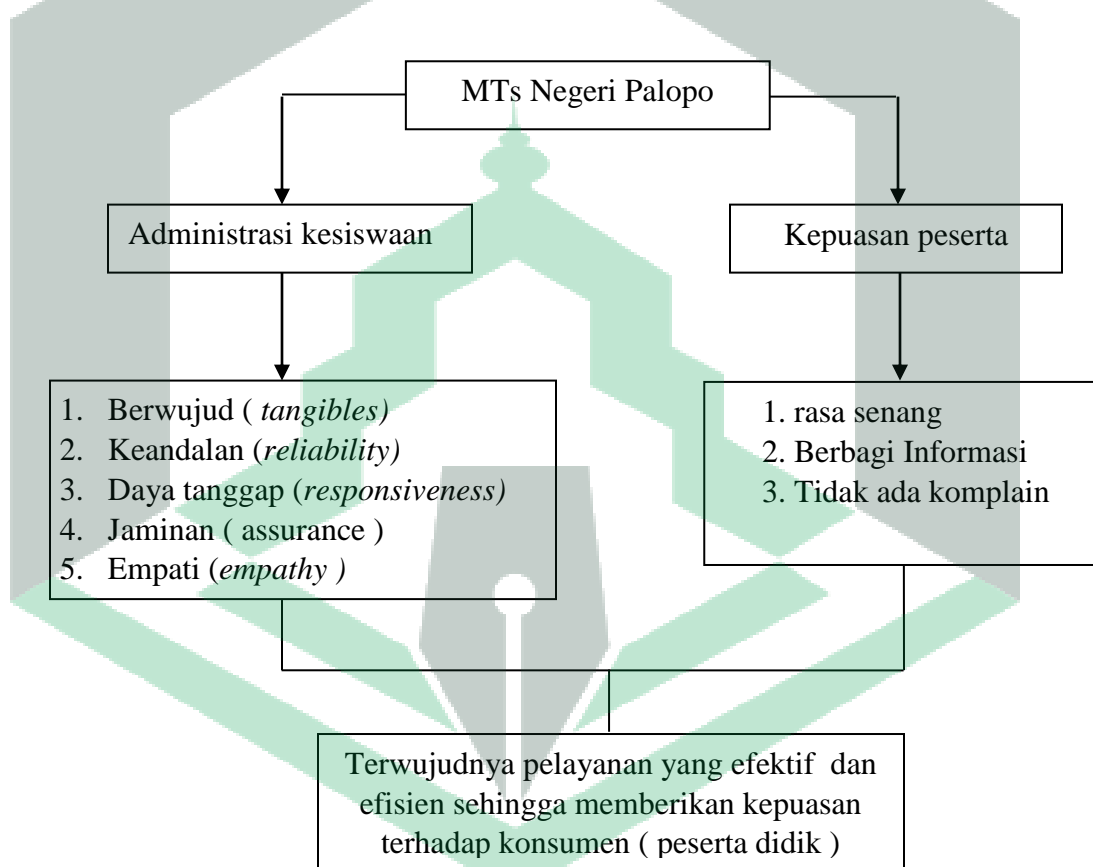 MTs Negeri Palopo
Administrasi kesiswaan
Kepuasan peserta
1. Berwujud ( tangibles)
2. Keandalan (reliability)
3. Daya tanggap (responsiveness)
4. Jaminan ( assurance )
5. Empati (empathy )
1. rasa senang
2. Berbagi Informasi
3. Tidak ada komplain
Terwujudnya pelayanan yang efektif dan
efisien sehingga memberikan kepuasan
terhadap konsumen ( peserta didik )